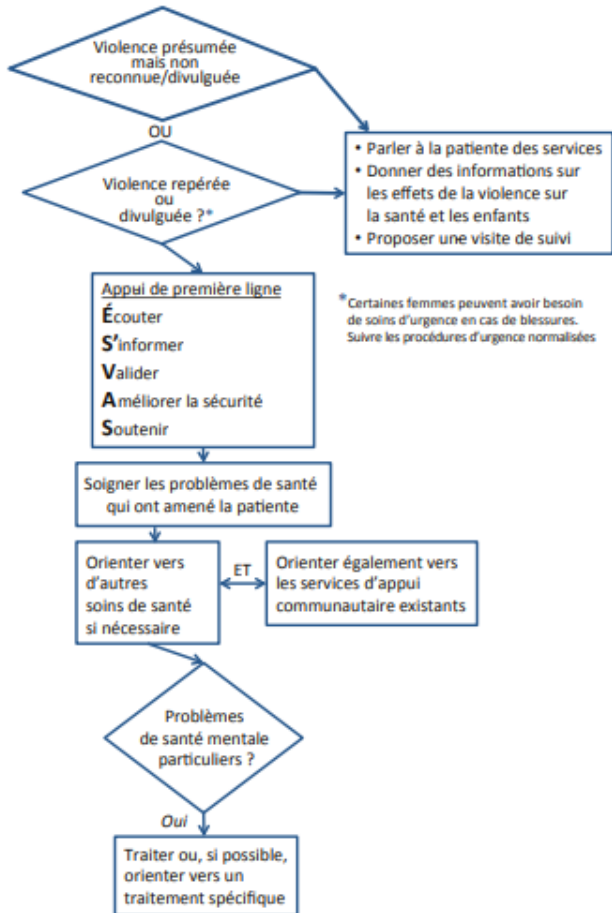 Violence présumée
mais non
reconnue/divulguée
OU
Violence repérée
ou
divulguée ?*
• Parler à la patiente des services
• Donner des informations sur
les effets de la violence sur
la santé et les enfants
• Proposer une visite de suivi
Appui de première ligne
Écouter
S'informer
Valider
Améliorer la sécurité
Soutenir
*Certaines femmes peuvent avoir besoin
de soins d'urgence en cas de blessures.
Suivre les procédures d'urgence normalisées
Soigner les problèmes de santé
qui ont amené la patiente
Orienter vers
d'autres
soins de santé
si nécessaire
ET
Orienter également vers
les services d'appui
communautaire existants
Problèmes
de santé mentale
particuliers ?
Oui
Traiter ou, si possible,
orienter vers un
traitement spécifique